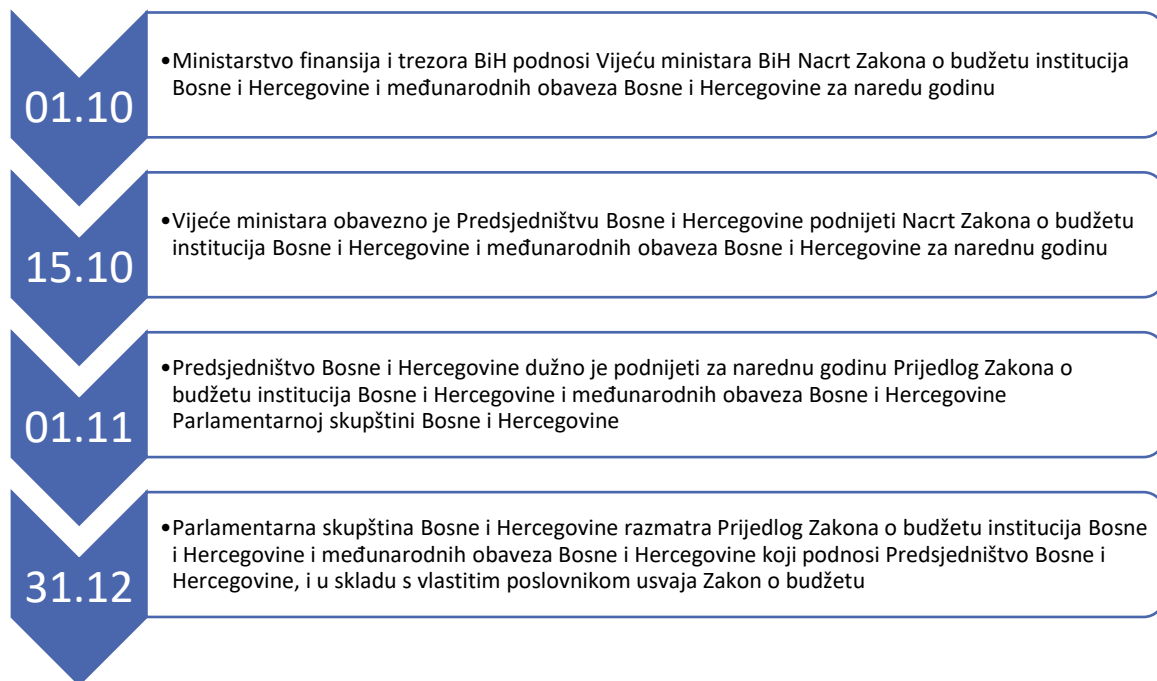 01.10
•Ministarstvo finansija i trezora BiH podnosi Vijeću ministara BiH Nacrt Zakona o budžetu institucija
Bosne i Hercegovine i međunarodnih obaveza Bosne i Hercegovine za naredu godinu
15.10
•Vijeće ministara obavezno je Predsjedništvu Bosne i Hercegovine podnijeti Nacrt Zakona o budžetu
institucija Bosne i Hercegovine i međunarodnih obaveza Bosne i Hercegovine za narednu godinu
01.11
•Predsjedništvo Bosne i Hercegovine dužno je podnijeti za narednu godinu Prijedlog Zakona o
budžetu institucija Bosne i Hercegovine i međunarodnih obaveza Bosne i Hercegovine
Parlamentarnoj skupštini Bosne i Hercegovine
31.12
•Parlamentarna skupština Bosne i Hercegovine razmatra Prijedlog Zakona o budžetu institucija Bosne
i Hercegovine i međunarodnih obaveza Bosne i Hercegovine koji podnosi Predsjedništvo Bosne i
Hercegovine, i u skladu s vlastitim poslovnikom usvaja Zakon o budžetu